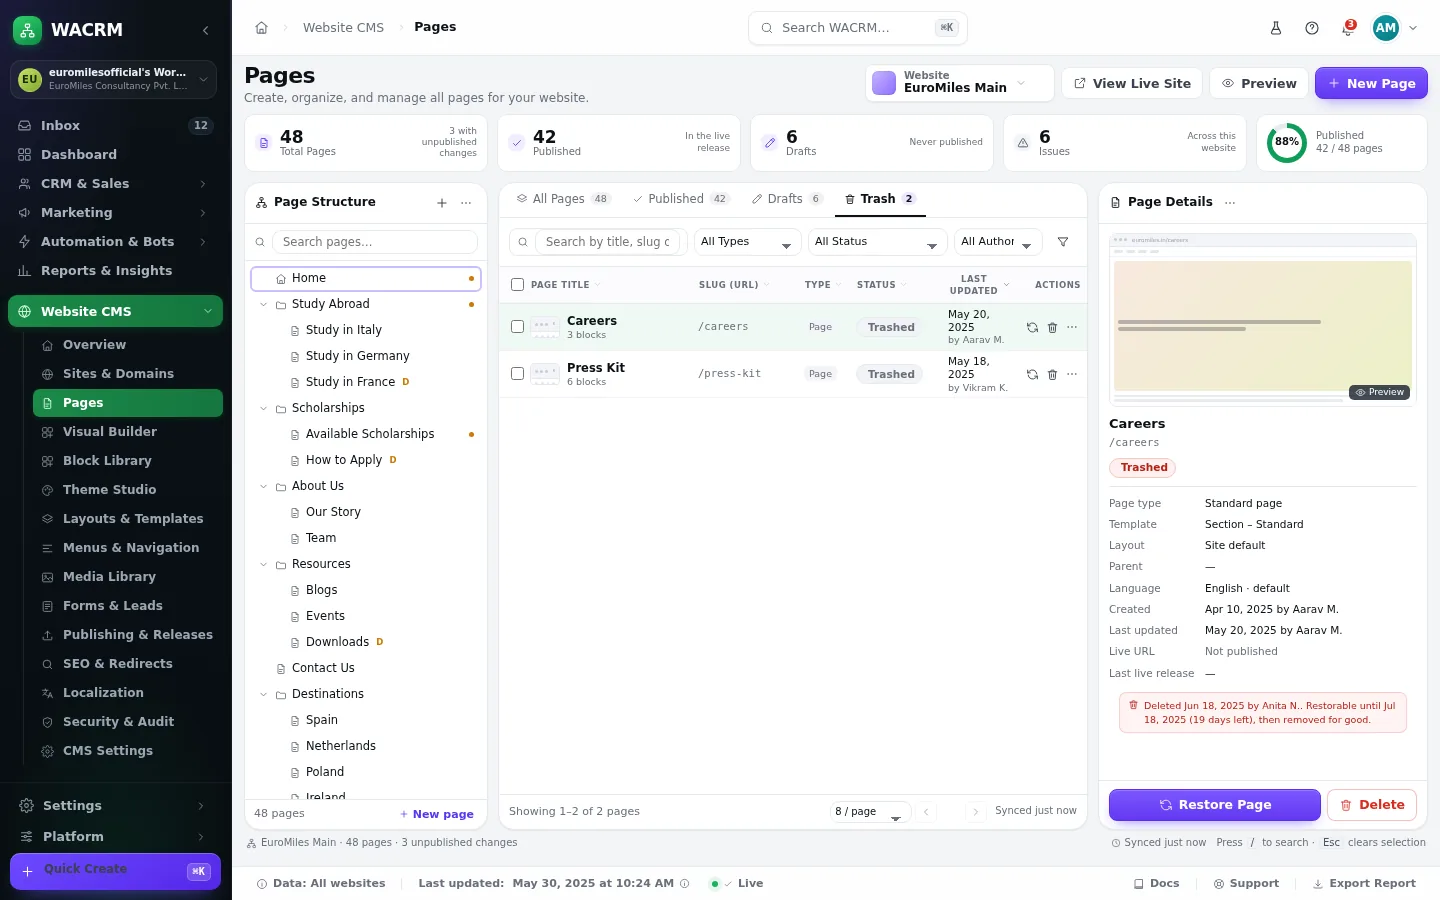 WACRM
EU
euromilesofficial's Wor...
EuroMiles Consultancy Pvt. L...
Inbox 12
Dashboard
CRM & Sales
Marketing
Automation & Bots
Reports & Insights
Website CMS
Overview
Sites & Domains
Pages
Visual Builder
Block Library
Theme Studio
Layouts & Templates
Menus & Navigation
Media Library
Forms & Leads
Publishing & Releases
SEO & Redirects
Localization
Security & Audit
CMS Settings
Settings
Platform
Quick Create ⌘K
Website CMS Pages
Search WACRM... ⌘K
3
AM
Pages
Create, organize, and manage all pages for your website.
Website
EuroMiles Main
View Live Site
Preview
New Page
48
Total Pages
3 with
unpublished
changes
42
Published
In the live
release
6
Drafts
Never published
6
Issues
Across this
website
88%
Published
42 / 48 pages
Page Structure
Search pages...
Home
Study Abroad
Study in Italy
Study in Germany
Study in France D
Scholarships
Available Scholarships
How to Apply D
About Us
Our Story
Team
Resources
Blogs
Events
Downloads D
Contact Us
Destinations
Spain
Netherlands
Poland
Ireland
48 pages + New page
All Pages 48 Published 42 Drafts 6 Trash 2
Search by title, slug c All Types All Status All Author
PAGE TITLE SLUG (URL) TYPE STATUS LAST
UPDATED ACTIONS
Careers
3 blocks
/careers Page Trashed
May 20,
2025
by Aarav M.
Press Kit
6 blocks
/press-kit Page Trashed
May 18,
2025
by Vikram K.
Showing 1–2 of 2 pages 8 / page Synced just now
Page Details
euromiles.in/careers
Preview
Careers
/careers
Trashed
Page type Standard page
Template Section – Standard
Layout Site default
Parent —
Language English · default
Created Apr 10, 2025 by Aarav M.
Last updated May 20, 2025 by Aarav M.
Live URL Not published
Last live release —
Deleted Jun 18, 2025 by Anita N.. Restorable until Jul
18, 2025 (19 days left), then removed for good.
Restore Page
Delete
EuroMiles Main · 48 pages · 3 unpublished changes
Synced just now Press / to search · Esc clears selection
Data: All websites Last updated: May 30, 2025 at 10:24 AM Live
Docs Support Export Report